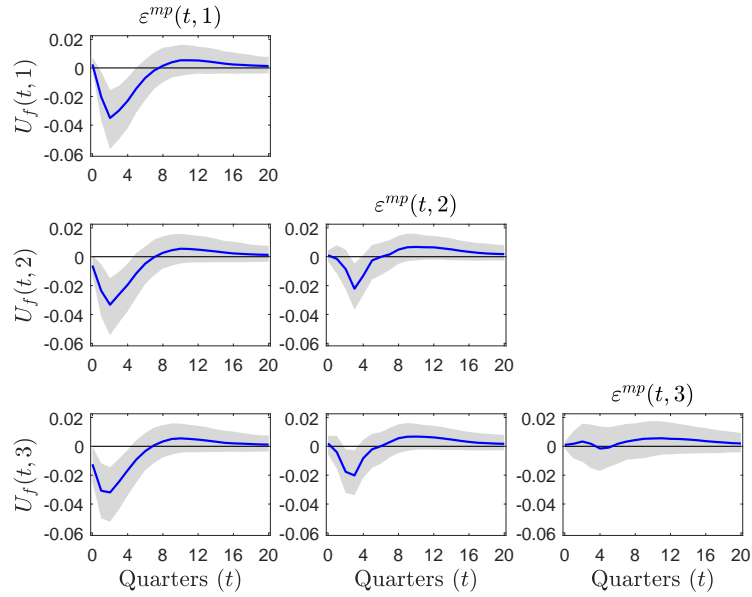 ε^{mp}(t, 1)
U_f(t, 1)
0.02
0
-0.02
-0.04
-0.06
0 4 8 12 16 20
ε^{mp}(t, 2)
U_f(t, 2)
0.02 0.02
0 0
-0.02 -0.02
-0.04 -0.04
-0.06 -0.06
0 4 8 12 16 20 0 4 8 12 16 20
ε^{mp}(t, 3)
U_f(t, 3)
0.02 0.02 0.02
0 0 0
-0.02 -0.02 -0.02
-0.04 -0.04 -0.04
-0.06 -0.06 -0.06
0 4 8 12 16 20 0 4 8 12 16 20 0 4 8 12 16 20
Quarters (t) Quarters (t) Quarters (t)